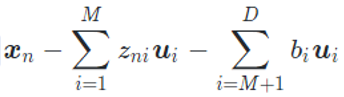 x_n − \sum_{i=1}^{M} z_{ni} u_i − \sum_{i=M+1}^{D} b_i u_i